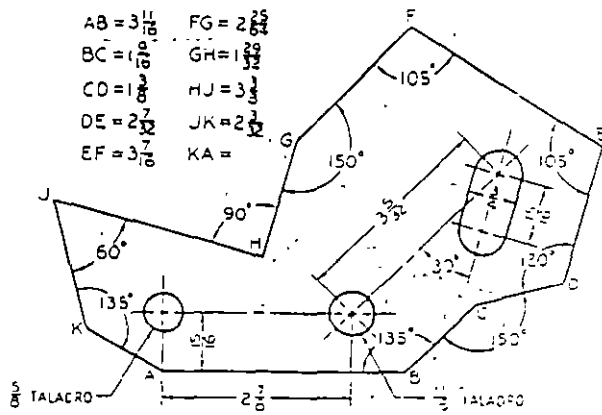 AB = 3 11/16 FG = 2 25/64
BC = 1 9/16 GH = 1 29/32
CD = 1 3/8 HJ = 3
DE = 2 7/32 JK = 2 3/32
EF = 3 7/16 KA =
F
105°
E
G
150°
105°
J
90°
3 5/32
H
60°
30°
120°
D
C
135°
K
135°
150°
A
B
5/8 TALADRO
2 7/8
TALADRO